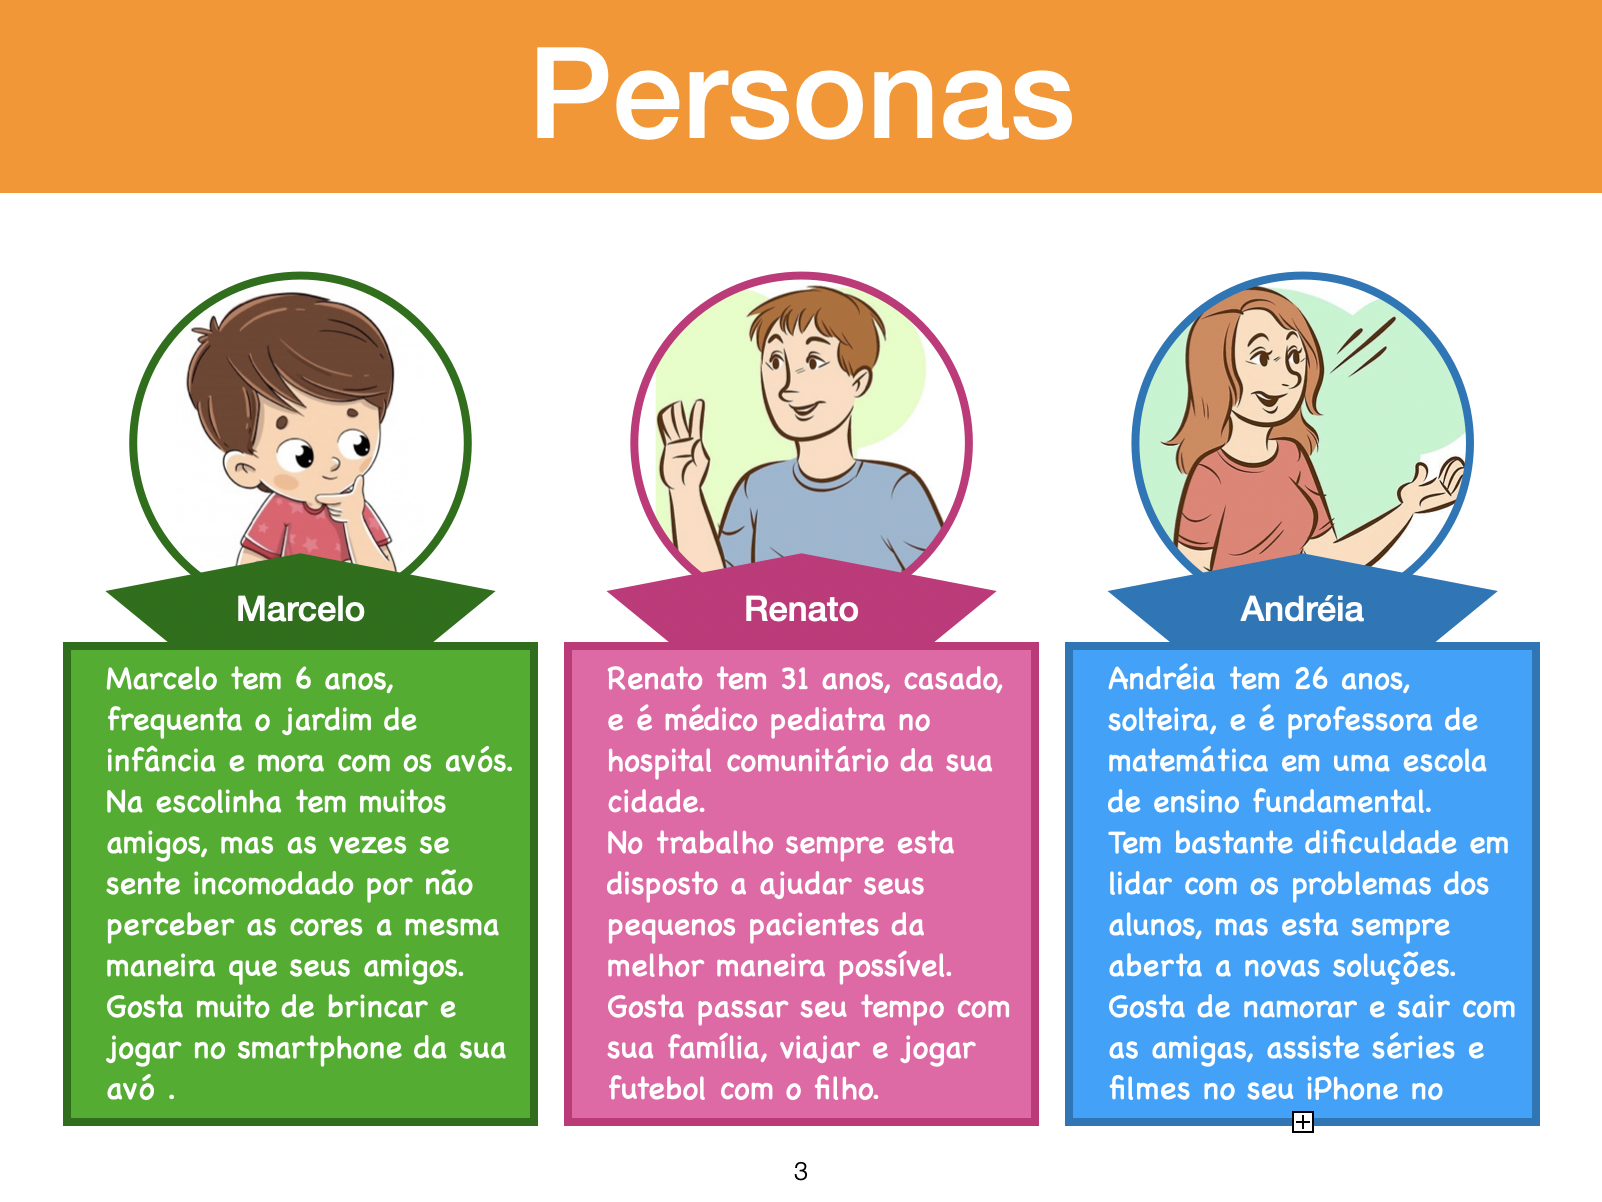 Personas
Marcelo
Marcelo tem 6 anos,
frequenta o jardim de
infância e mora com os avós.
Na escolinha tem muitos
amigos, mas as vezes se
sente incomodado por não
perceber as cores a mesma
maneira que seus amigos.
Gosta muito de brincar e
jogar no smartphone da sua
avó .
Renato
Renato tem 31 anos, casado,
e é médico pediatra no
hospital comunitário da sua
cidade.
No trabalho sempre esta
disposto a ajudar seus
pequenos pacientes da
melhor maneira possível.
Gosta passar seu tempo com
sua família, viajar e jogar
futebol com o filho.
Andréia
Andréia tem 26 anos,
solteira, e é professora de
matemática em uma escola
de ensino fundamental.
Tem bastante dificuldade em
lidar com os problemas dos
alunos, mas esta sempre
aberta a novas soluções.
Gosta de namorar e sair com
as amigas, assiste séries e
filmes no seu iPhone no
3